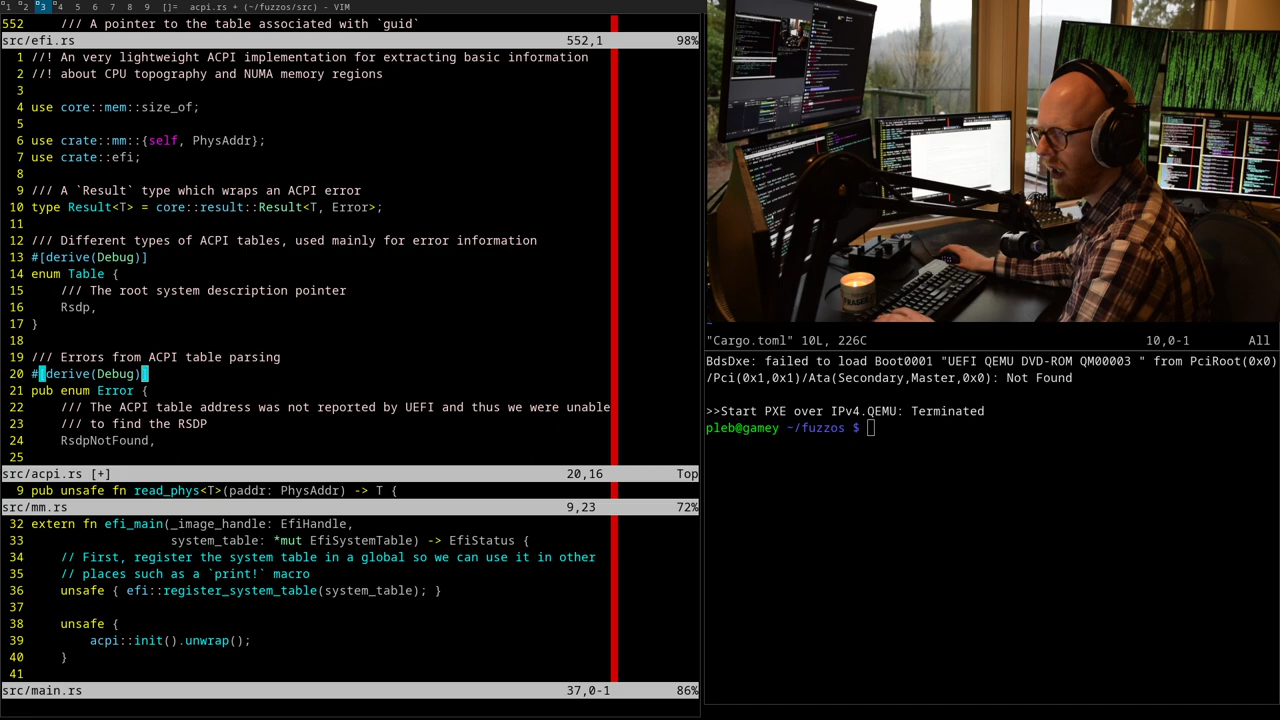 1 2 3 4 5 6 7 8 9 []= acpi.rs + (~/fuzzos/src) - VIM
552 /// A pointer to the table associated with `guid`
src/efi.rs 552,1 98%
1 //! An very lightweight ACPI implementation for extracting basic information
2 //! about CPU topography and NUMA memory regions
3
4 use core::mem::size_of;
5
6 use crate::mm::{self, PhysAddr};
7 use crate::efi;
8
9 /// A `Result` type which wraps an ACPI error
10 type Result<T> = core::result::Result<T, Error>;
11
12 /// Different types of ACPI tables, used mainly for error information
13 #[derive(Debug)]
14 enum Table {
15     /// The root system description pointer
16     Rsdp,
17 }
18
19 /// Errors from ACPI table parsing
20 #[derive(Debug)]
21 pub enum Error {
22     /// The ACPI table address was not reported by UEFI and thus we were unable
23     /// to find the RSDP
24     RsdpNotFound,
25
src/acpi.rs [+] 20,16 Top
9 pub unsafe fn read_phys<T>(paddr: PhysAddr) -> T {
src/mm.rs 9,23 72%
32 extern fn efi_main(_image_handle: EfiHandle,
33                    system_table: *mut EfiSystemTable) -> EfiStatus {
34     // First, register the system table in a global so we can use it in other
35     // places such as a `print!` macro
36     unsafe { efi::register_system_table(system_table); }
37
38     unsafe {
39         acpi::init().unwrap();
40     }
41
src/main.rs 37,0-1 86%
~
"Cargo.toml" 10L, 226C 10,0-1 All
BdsDxe: failed to load Boot0001 "UEFI QEMU DVD-ROM QM00003 " from PciRoot(0x0)
/Pci(0x1,0x1)/Ata(Secondary,Master,0x0): Not Found
>>Start PXE over IPv4.QEMU: Terminated
pleb@gamey ~/fuzzos $